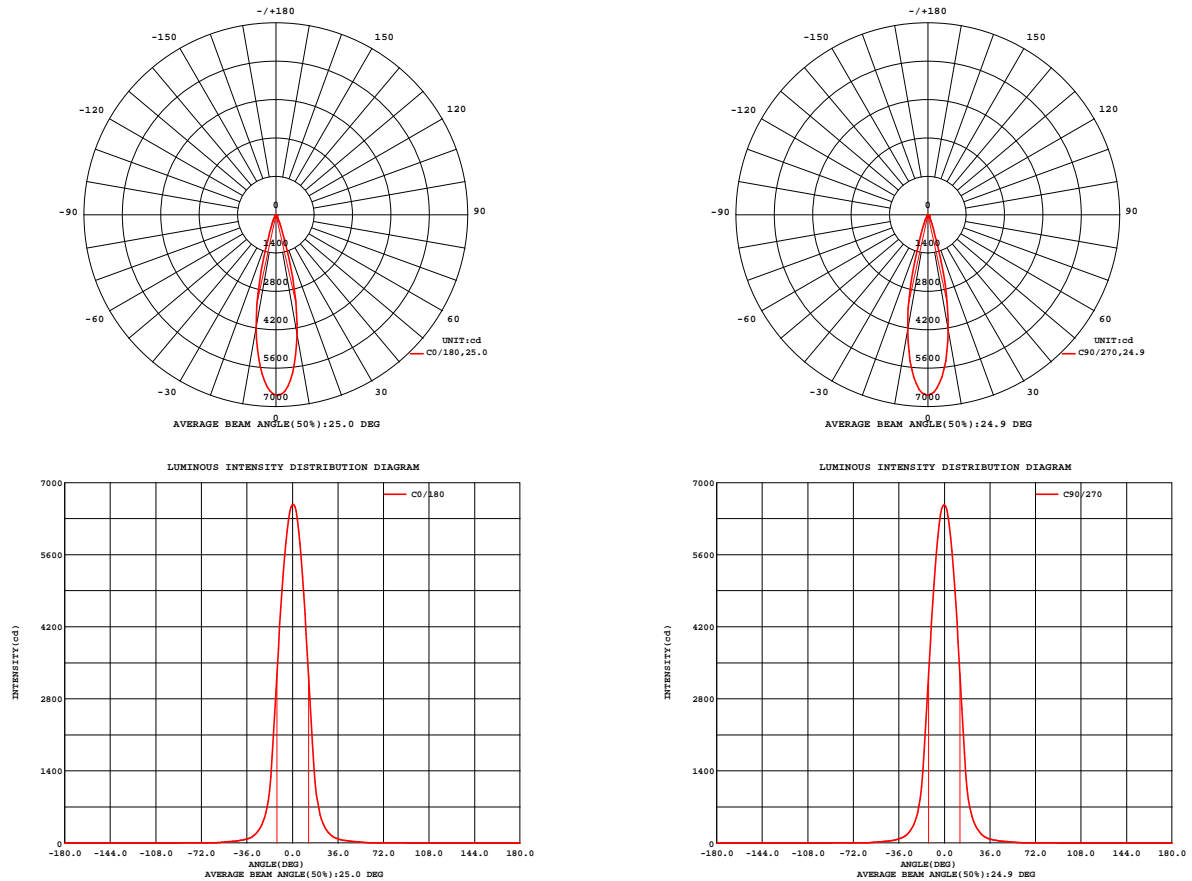 -/+180
-150 150
-120 120
-90 90
0
1400
2800
4200
5600
7000
-60 60
-30 30
0
UNIT:cd
C0/180,25.0
AVERAGE BEAM ANGLE(50%):25.0 DEG
-/+180
-150 150
-120 120
-90 90
0
1400
2800
4200
5600
7000
-60 60
-30 30
0
UNIT:cd
C90/270,24.9
AVERAGE BEAM ANGLE(50%):24.9 DEG
LUMINOUS INTENSITY DISTRIBUTION DIAGRAM
C0/180
INTENSITY(cd)
7000
5600
4200
2800
1400
0
-180.0 -144.0 -108.0 -72.0 -36.0 0.0 36.0 72.0 108.0 144.0 180.0
ANGLE(DEG)
AVERAGE BEAM ANGLE(50%):25.0 DEG
LUMINOUS INTENSITY DISTRIBUTION DIAGRAM
C90/270
INTENSITY(cd)
7000
5600
4200
2800
1400
0
-180.0 -144.0 -108.0 -72.0 -36.0 0.0 36.0 72.0 108.0 144.0 180.0
ANGLE(DEG)
AVERAGE BEAM ANGLE(50%):24.9 DEG